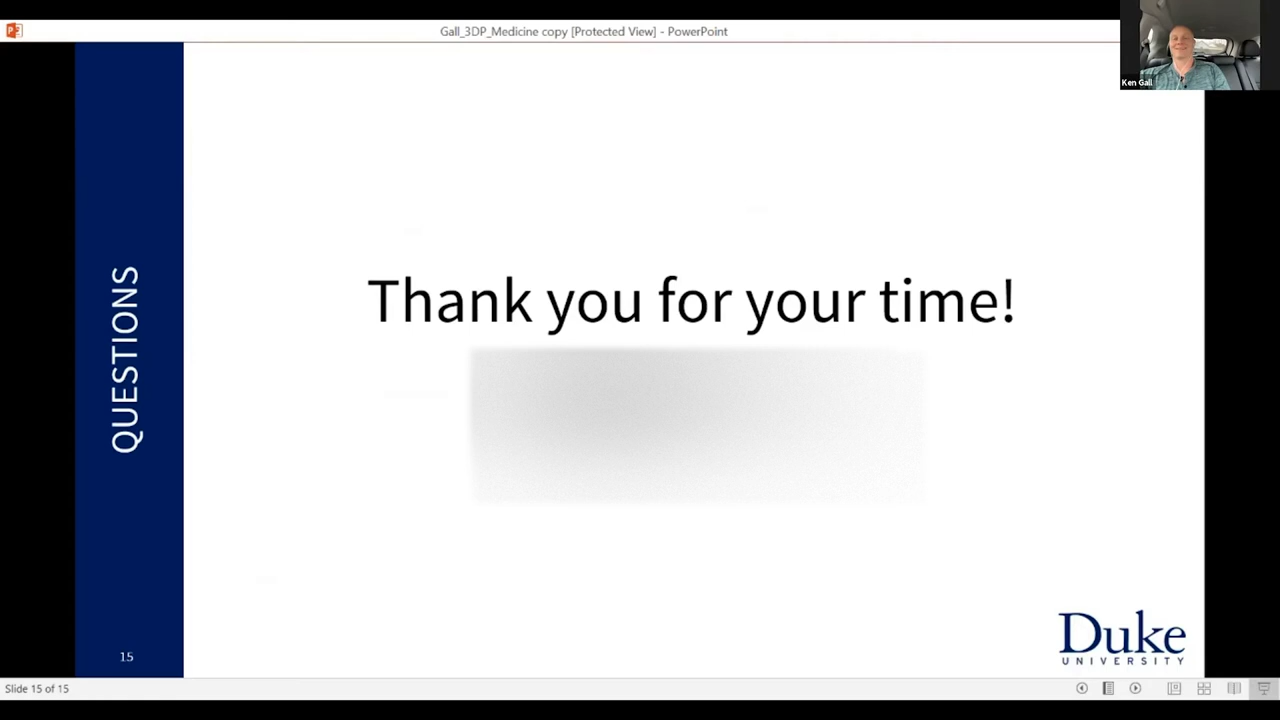 Gall_3DP_Medicine copy [Protected View] - PowerPoint
Ken Gall
QUESTIONS
Thank you for your time!
15
Duke
UNIVERSITY
Slide 15 of 15